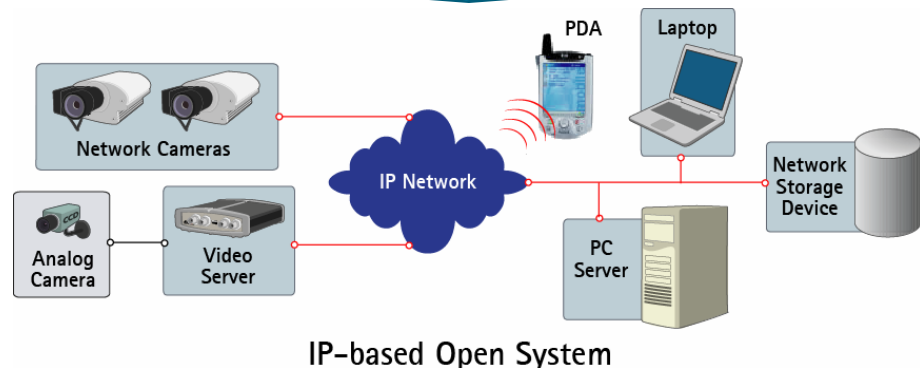 PDA
Laptop
Network Cameras
IP Network
Network
Storage
Device
CCD
Analog
Camera
Video
Server
PC
Server
IP-based Open System